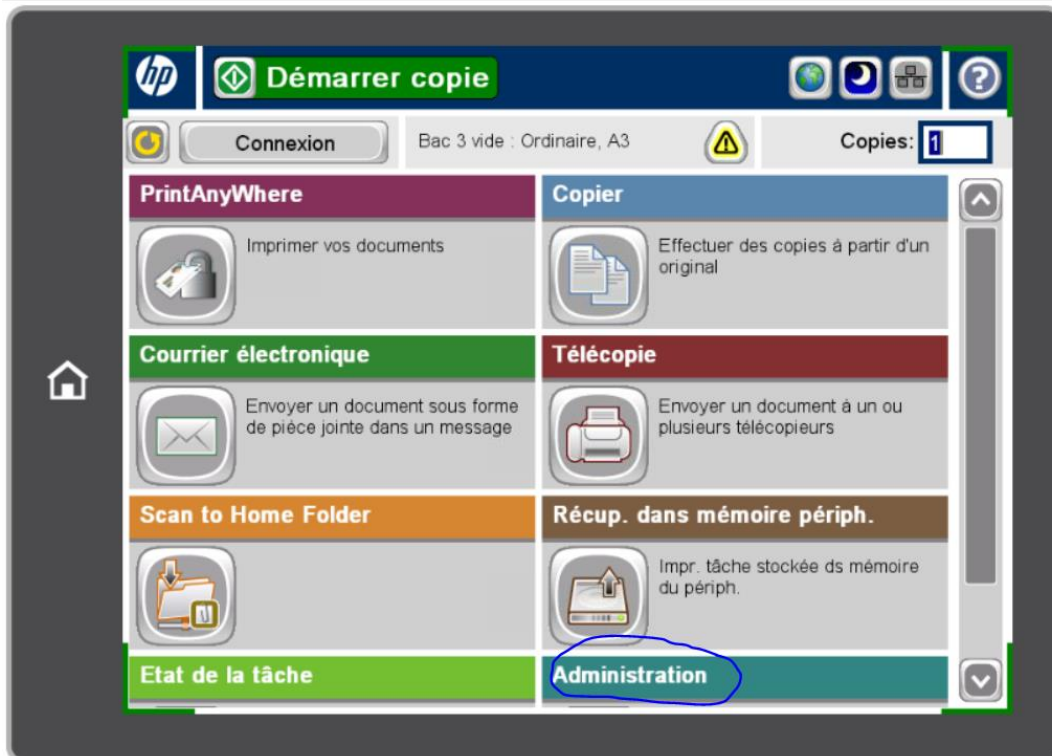 hp
Démarrer copie
?
Connexion
Bac 3 vide : Ordinaire, A3
Copies: 1
PrintAnyWhere
Copier
Imprimer vos documents
Effectuer des copies à partir d'un
original
Courrier électronique
Télécopie
Envoyer un document sous forme
de pièce jointe dans un message
Envoyer un document à un ou
plusieurs télécopieurs
Scan to Home Folder
Récup. dans mémoire périph.
Impr. tâche stockée ds mémoire
du périph.
Etat de la tâche
Administration